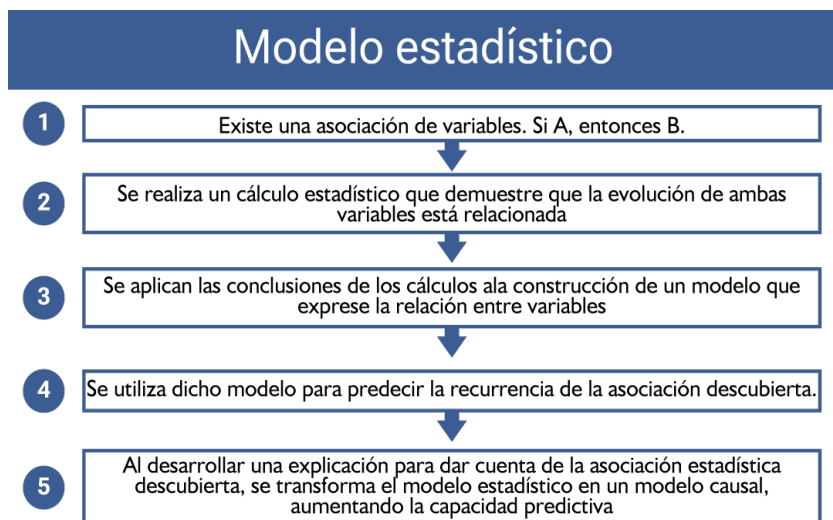 Modelo estadístico
1
Existe una asociación de variables. Si A, entonces B.
2
Se realiza un cálculo estadístico que demuestre que la evolución de ambas
variables está relacionada
3
Se aplican las conclusiones de los cálculos ala construcción de un modelo que
exprese la relación entre variables
4
Se utiliza dicho modelo para predecir la recurrencia de la asociación descubierta.
5
Al desarrollar una explicación para dar cuenta de la asociación estadística
descubierta, se transforma el modelo estadístico en un modelo causal,
aumentando la capacidad predictiva